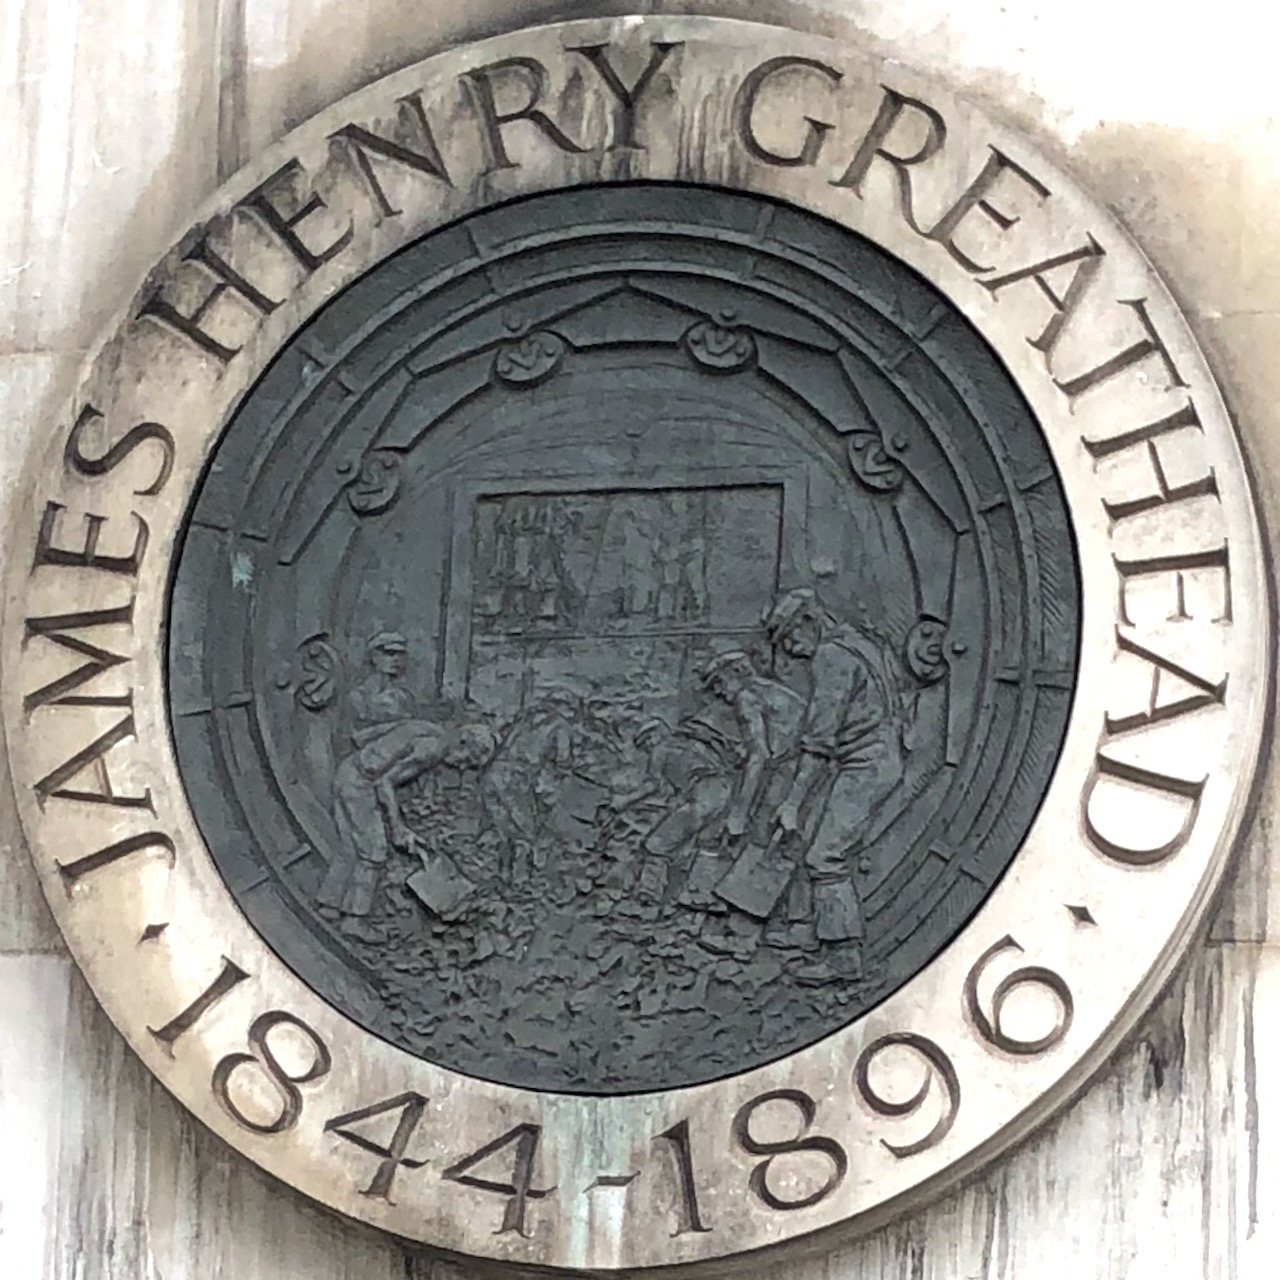 JAMES HENRY GREATHEAD
· 1844-1896 ·